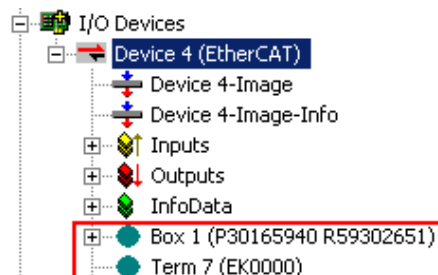 I/O Devices
Device 4 (EtherCAT)
Device 4-Image
Device 4-Image-Info
Inputs
Outputs
InfoData
Box 1 (P30165940 R59302651)
Term 7 (EK0000)